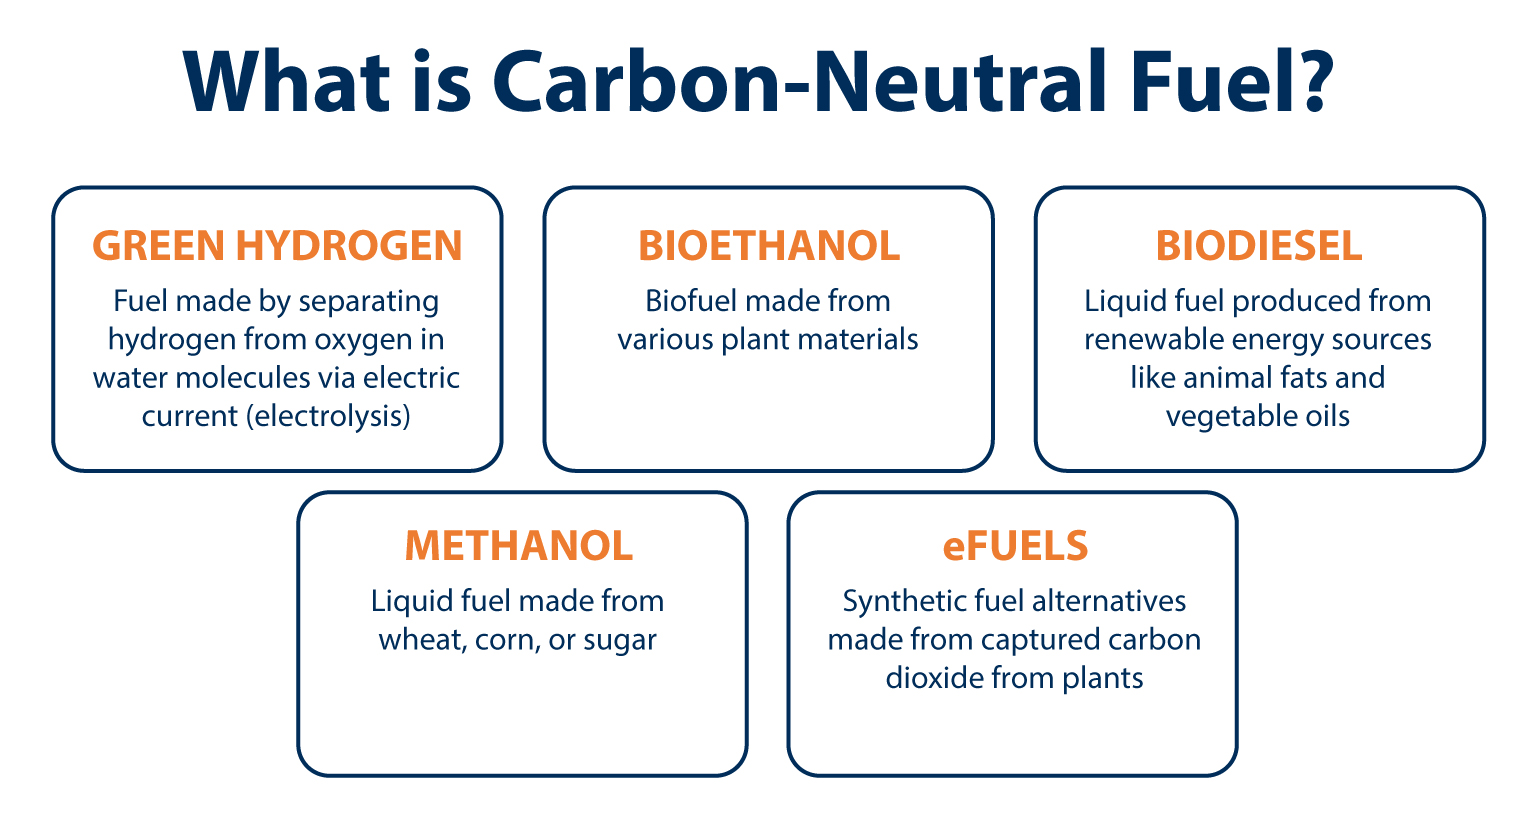 What is Carbon-Neutral Fuel?
GREEN HYDROGEN
Fuel made by separating
hydrogen from oxygen in
water molecules via electric
current (electrolysis)
BIOETHANOL
Biofuel made from
various plant materials
BIODIESEL
Liquid fuel produced from
renewable energy sources
like animal fats and
vegetable oils
METHANOL
Liquid fuel made from
wheat, corn, or sugar
eFUELS
Synthetic fuel alternatives
made from captured carbon
dioxide from plants